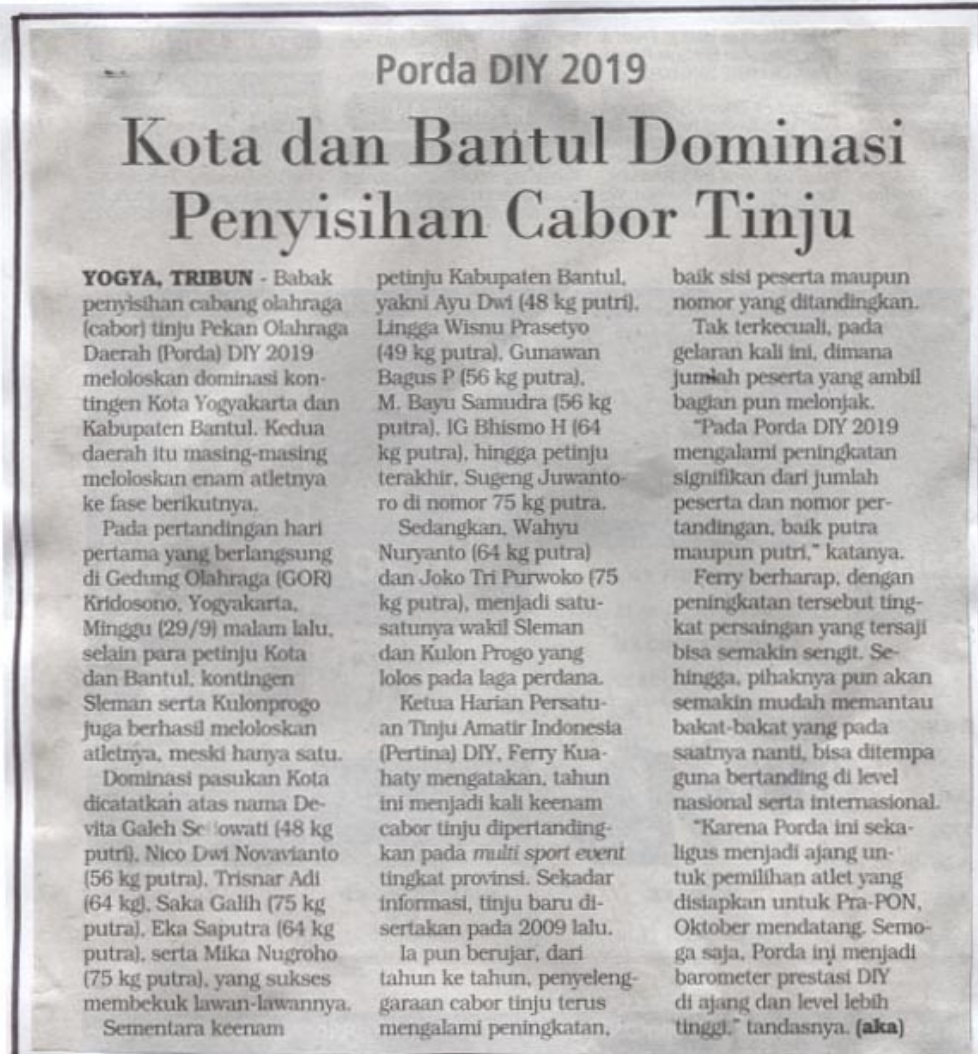 Porda DIY 2019
Kota dan Bantul Dominasi
Penyisihan Cabor Tinju
YOGYA, TRIBUN - Babak
penyisihan cabang olahraga
(cabor) tinju Pekan Olahraga
Daerah (Porda) DIY 2019
meloloskan dominasi kon-
tingen Kota Yogyakarta dan
Kabupaten Bantul. Kedua
daerah itu masing-masing
meloloskan enam atletnya
ke fase berikutnya.
Pada pertandingan hari
pertama yang berlangsung
di Gedung Olahraga (GOR)
Kridosono, Yogyakarta,
Minggu (29/9) malam lalu,
selain para petinju Kota
dan Bantul, kontingen
Sleman serta Kulonprogo
juga berhasil meloloskan
atletnya, meski hanya satu.
Dominasi pasukan Kota
dicatatkan atas nama De-
vita Galeh (48 kg
putri), Nico Dwi Novavianto
(56 kg putra), Trisnar Adi
(64 kg), Saka Galih (75 kg
putra), Eka Saputra (64 kg
putra), serta Mika Nugroho
(75 kg putra), yang sukses
membekuk lawan-lawannya.
Sementara keenam
petinju Kabupaten Bantul,
yakni Ayu Dwi (48 kg putri),
Lingga Wisnu Prasetyo
(49 kg putra), Gunawan
Bagus P (56 kg putra),
M. Bayu Samudra (56 kg
putra), IG Bhismo H (64
kg putra), hingga petinju
terakhir, Sugeng Juwanto-
ro di nomor 75 kg putra.
Sedangkan, Wahyu
Nuryanto (64 kg putra)
dan Joko Tri Purwoko (75
kg putra), menjadi satu-
satunya wakil Sleman
dan Kulon Progo yang
lolos pada laga perdana.
Ketua Harian Persatu-
an Tinju Amatir Indonesia
(Pertina) DIY, Ferry Kua-
haty mengatakan, tahun
ini menjadi kali keenam
cabor tinju dipertanding-
kan pada multi sport event
tingkat provinsi. Sekadar
informasi, tinju baru di-
sertakan pada 2009 lalu.
Ia pun berujar, dari
tahun ke tahun, penyeleng-
garaan cabor tinju terus
mengalami peningkatan,
baik sisi peserta maupun
nomor yang ditandingkan.
Tak terkecuali, pada
gelaran kali ini, dimana
jumlah peserta yang ambil
bagian pun melonjak.
"Pada Porda DIY 2019
mengalami peningkatan
signifikan dari jumlah
peserta dan nomor per-
tandingan, baik putra
maupun putri," katanya.
Ferry berharap, dengan
peningkatan tersebut ting-
kat persaingan yang tersaji
bisa semakin sengit. Se-
hingga, pihaknya pun akan
semakin mudah memantau
bakat-bakat yang pada
saatnya nanti, bisa ditempa
guna bertanding di level
nasional serta internasional.
"Karena Porda ini seka-
ligus menjadi ajang un-
tuk pemilihan atlet yang
disiapkan untuk Pra-PON,
Oktober mendatang. Semo-
ga saja, Porda ini menjadi
barometer prestasi DIY
di ajang dan level lebih
tinggi," tandasnya. (aka)